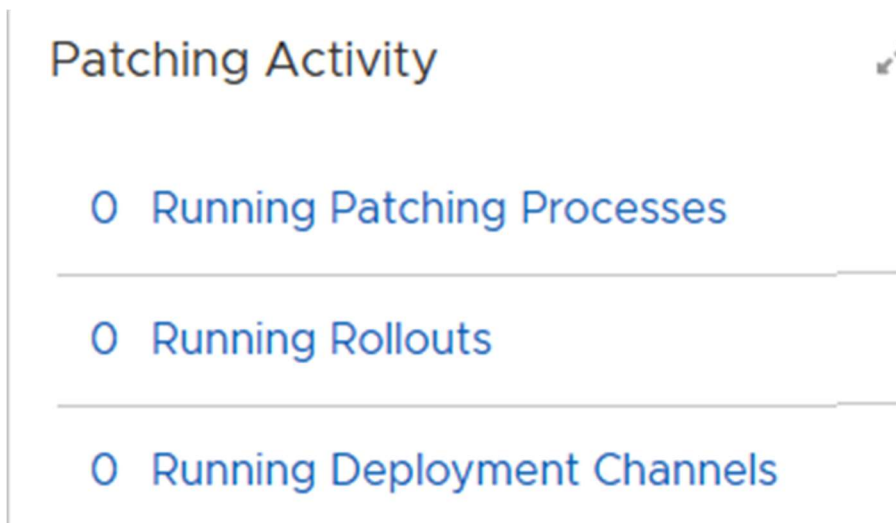 Patching Activity
0 Running Patching Processes
0 Running Rollouts
0 Running Deployment Channels